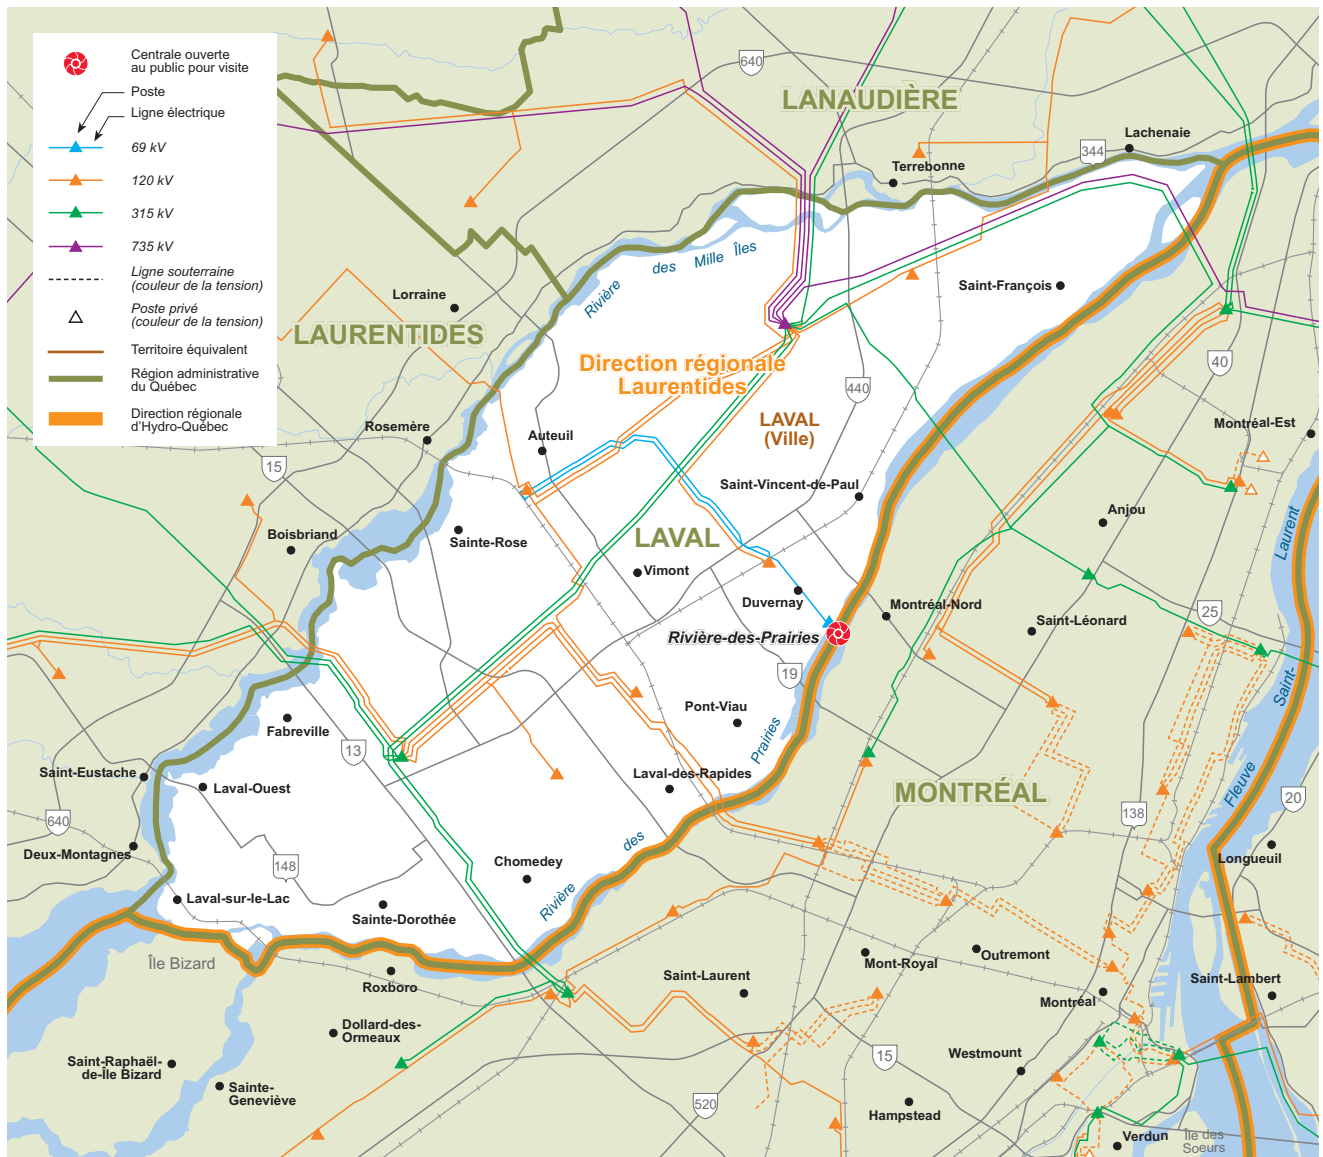 Centrale ouverte
au public pour visite
Poste
Ligne électrique
69 kV
120 kV
315 kV
735 kV
Ligne souterraine
(couleur de la tension)
Poste privé
(couleur de la tension)
Territoire équivalent
Région administrative
du Québec
Direction régionale
d'Hydro-Québec
640
LANAUDIÈRE
Lachenaie
344
Terrebonne
Rivière
des
Mille
Îles
Saint-François
Lorraine
LAURENTIDES
Direction régionale
Laurentides
40
440
LAVAL
(Ville)
Montréal-Est
Rosemère
Auteuil
15
Saint-Vincent-de-Paul
Anjou
Laurent
Boisbriand
Sainte-Rose
LAVAL
Vimont
Duvernay
Montréal-Nord
Saint-Léonard
25
Rivière-des-Prairies
19
Saint-
Pont-Viau
Fabreville
13
Prairies
Saint-Eustache
Laval-Ouest
Laval-des-Rapides
MONTRÉAL
Fleuve
20
640
138
Deux-Montagnes
148
Chomedey
des
Longueuil
Laval-sur-le-Lac
Sainte-Dorothée
Rivière
Île Bizard
Roxboro
Saint-Laurent
Mont-Royal
Outremont
Saint-Lambert
Montréal
Dollard-des-
Ormeaux
Saint-Raphaël-
de-Île Bizard
Sainte-
Geneviève
15
Westmount
520
Hampstead
Verdun
Île des
Soeurs